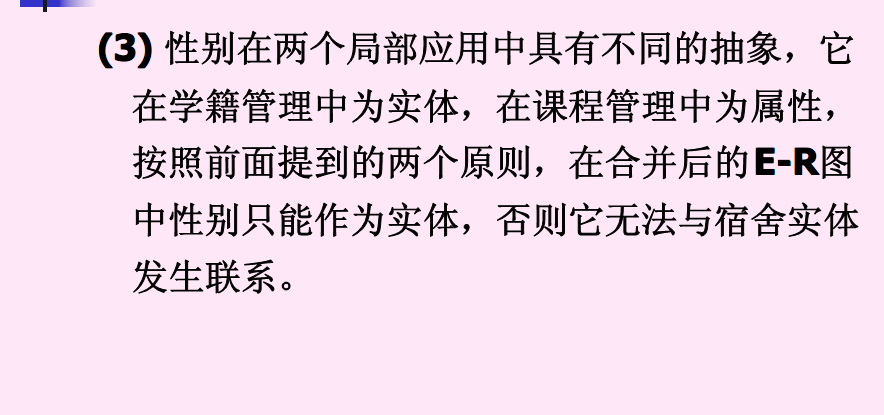 (3) 性别在两个局部应用中具有不同的抽象，它
在学籍管理中为实体，在课程管理中为属性，
按照前面提到的两个原则，在合并后的E-R图
中性别只能作为实体，否则它无法与宿舍实体
发生联系。